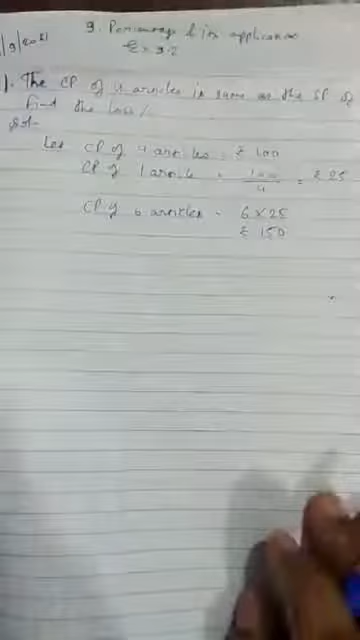 9. Percentage & its application
Ex 9.2
1. The CP of 4 articles is same as the SP of
Find the loss %
Sol-
Let CP of 4 articles = ₹ 100
CP of 1 article = 100/4 = ₹ 25
CP of 6 articles = 6 × 25
₹ 150